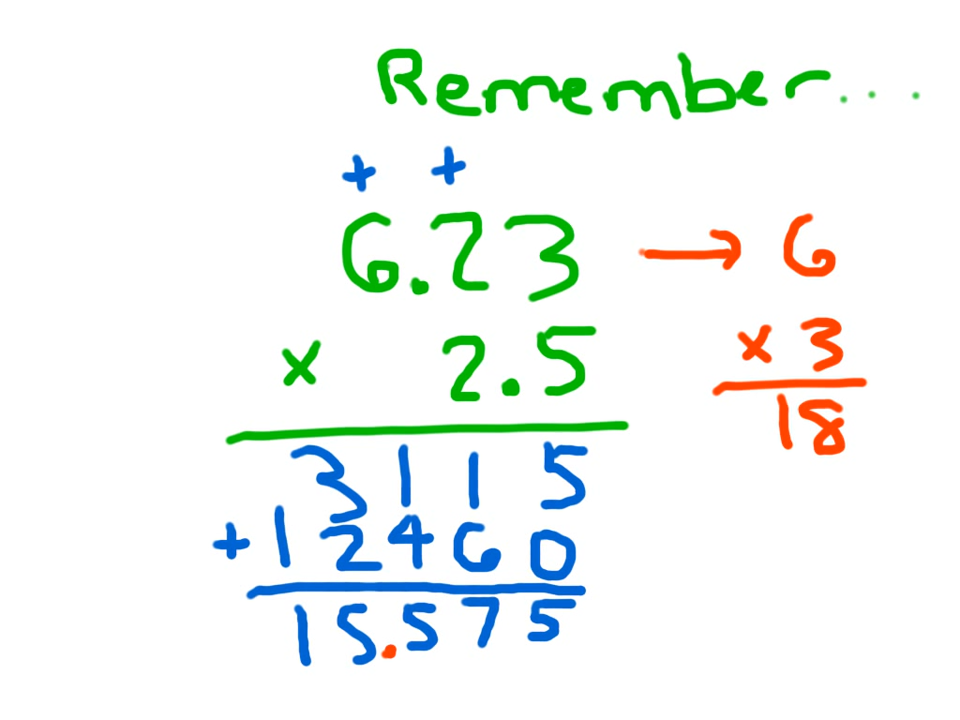 Remember...
+ +
6.23 → 6
x 2.5 x 3
18
3115
+12460
15.575